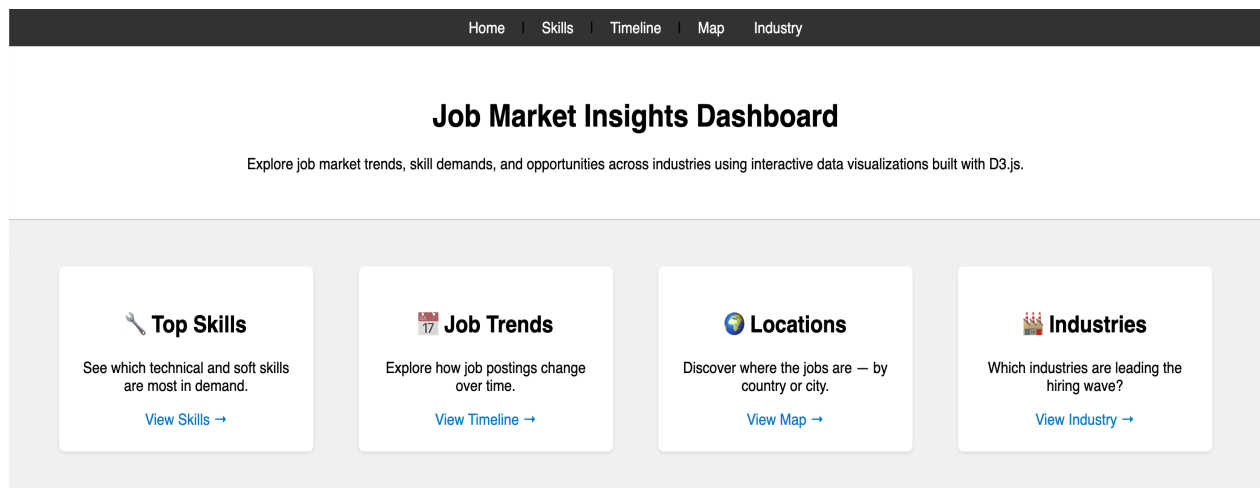 Home | Skills | Timeline | Map Industry
Job Market Insights Dashboard
Explore job market trends, skill demands, and opportunities across industries using interactive data visualizations built with D3.js.
🔧 Top Skills
See which technical and soft skills
are most in demand.
View Skills →
📅 Job Trends
Explore how job postings change
over time.
View Timeline →
🌍 Locations
Discover where the jobs are — by
country or city.
View Map →
🏭 Industries
Which industries are leading the
hiring wave?
View Industry →